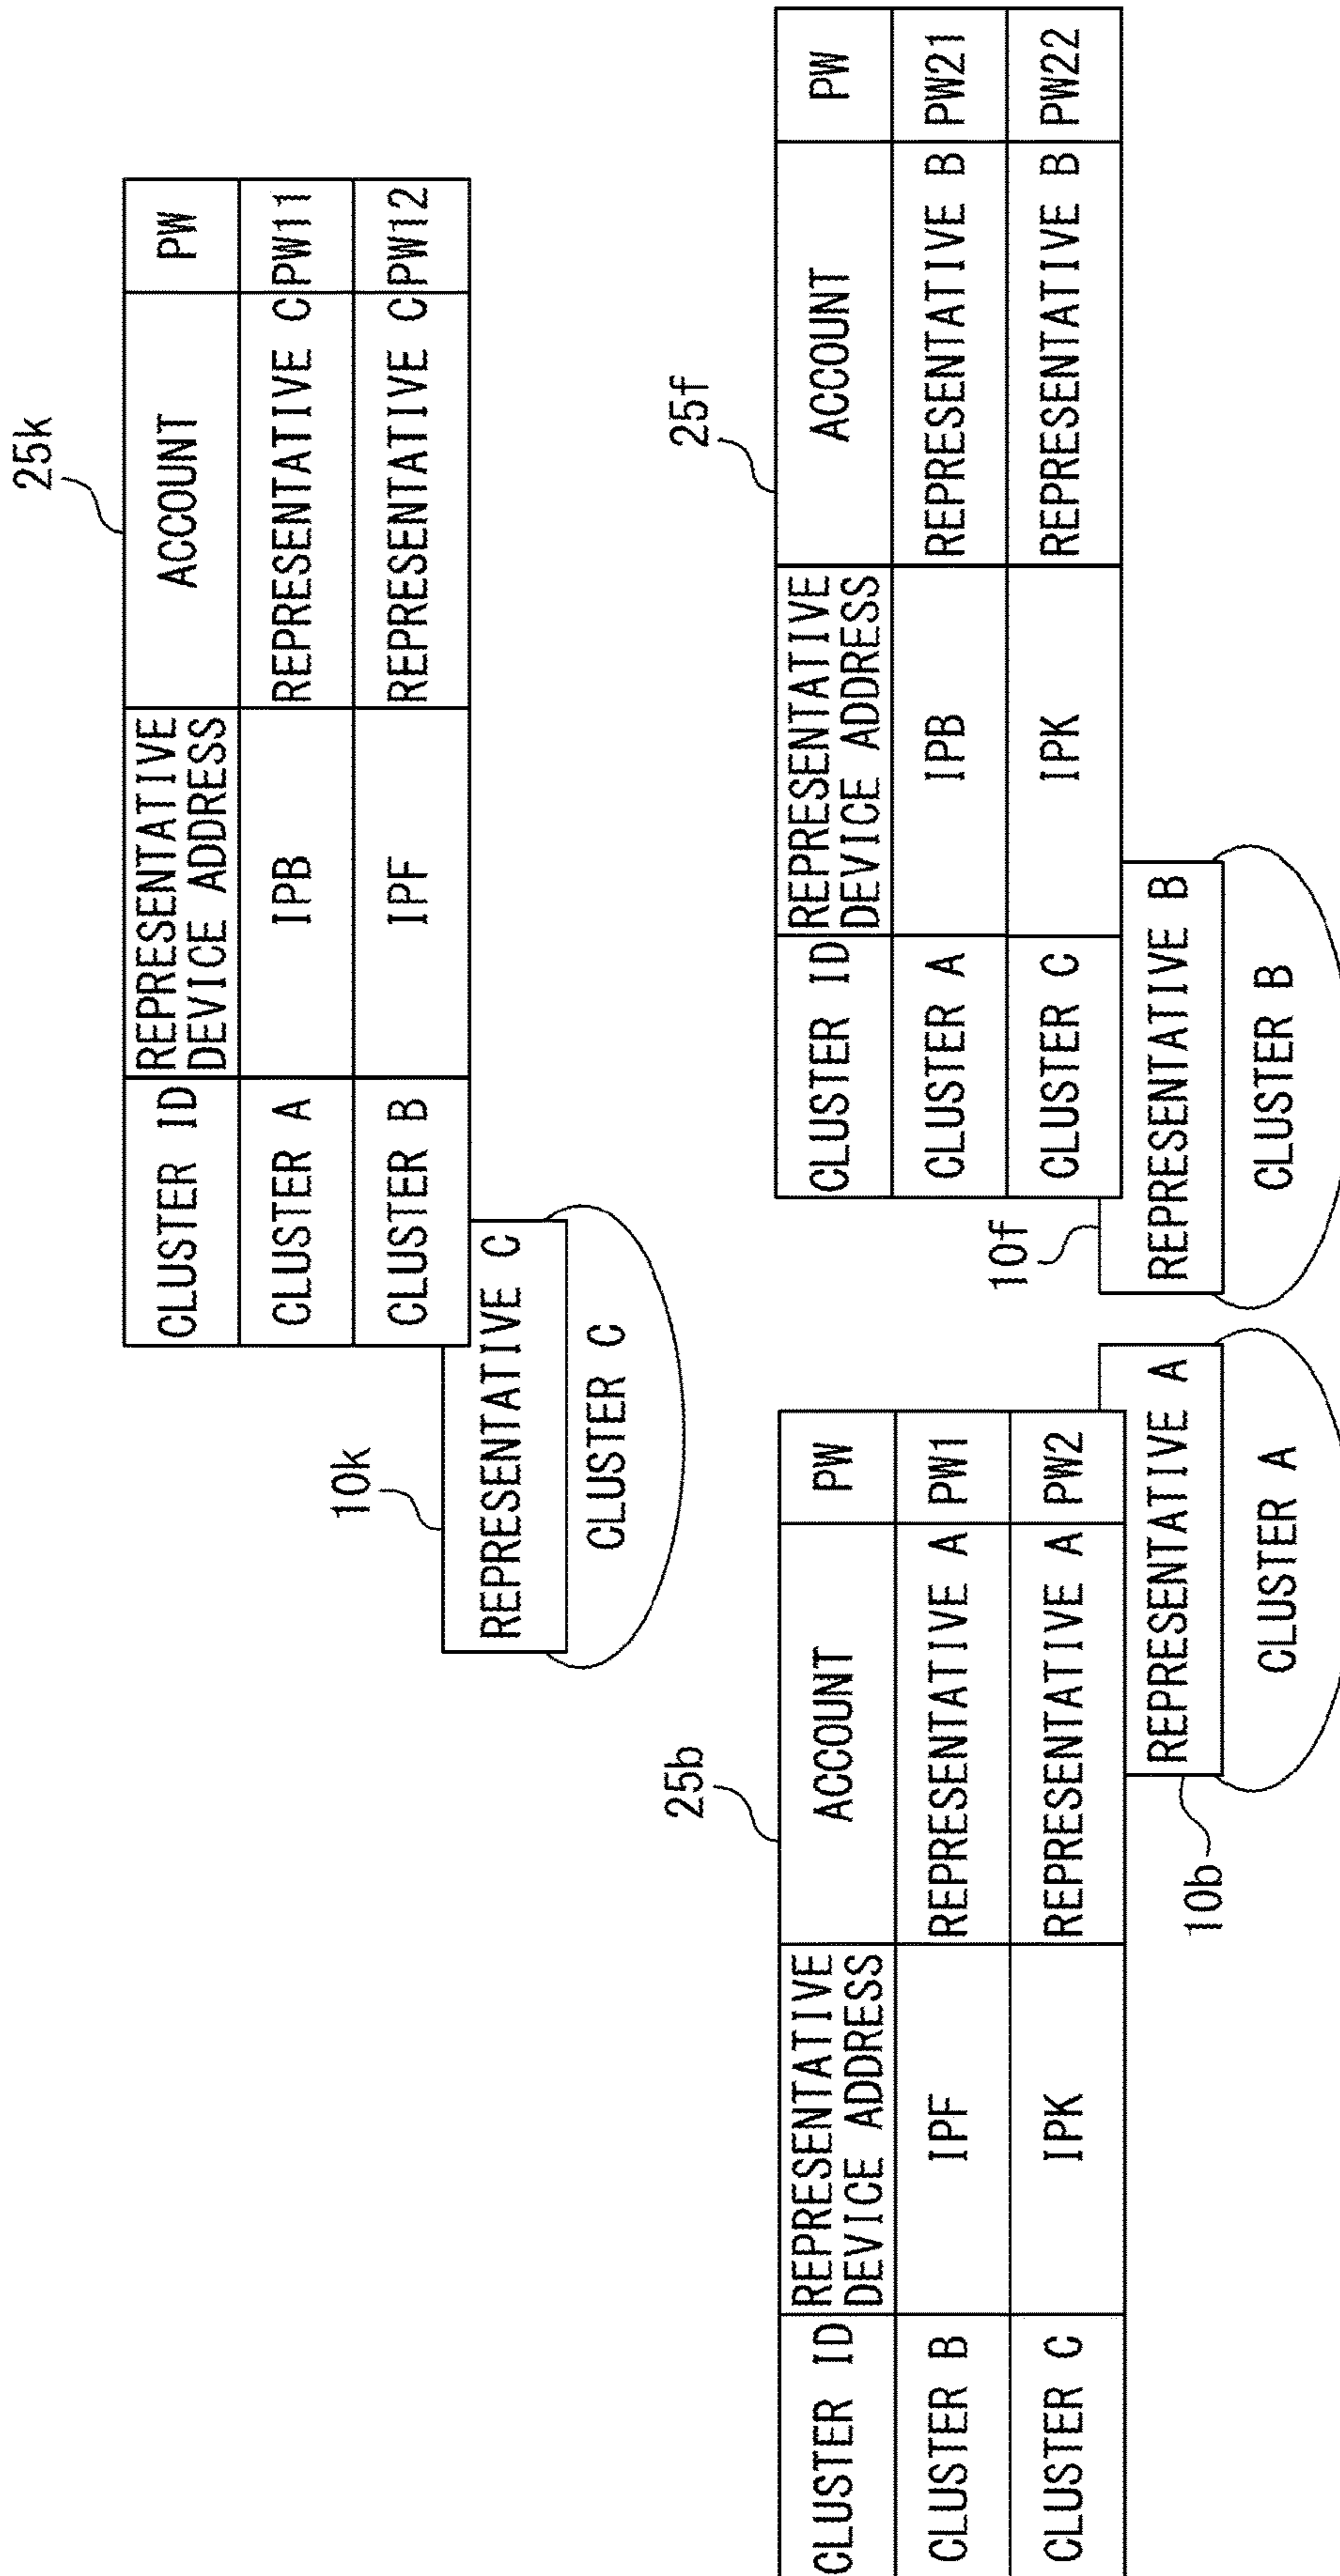 25k
CLUSTER ID
REPRESENTATIVE
DEVICE ADDRESS
ACCOUNT
PW
CLUSTER A
IPB
REPRESENTATIVE C
PW11
CLUSTER B
IPF
REPRESENTATIVE C
PW12
10k
REPRESENTATIVE C
CLUSTER C
25b
CLUSTER ID
REPRESENTATIVE
DEVICE ADDRESS
ACCOUNT
PW
CLUSTER B
IPF
REPRESENTATIVE A
PW1
CLUSTER C
IPK
REPRESENTATIVE A
PW2
10b
REPRESENTATIVE A
CLUSTER A
25f
CLUSTER ID
REPRESENTATIVE
DEVICE ADDRESS
ACCOUNT
PW
CLUSTER A
IPB
REPRESENTATIVE B
PW21
CLUSTER C
IPK
REPRESENTATIVE B
PW22
10f
REPRESENTATIVE B
CLUSTER B